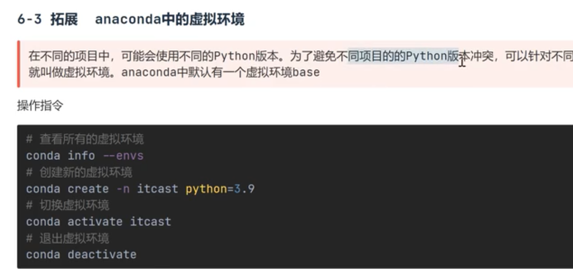 6-3 拓展 anaconda中的虚拟环境
在不同的项目中，可能会使用不同的Python版本。为了避免不同项目的的Python版本冲突，可以针对不同
就叫做虚拟环境。anaconda中默认有一个虚拟环境base
操作指令
# 查看所有的虚拟环境
conda info --envs
# 创建新的虚拟环境
conda create -n itcast python=3.9
# 切换虚拟环境
conda activate itcast
# 退出虚拟环境
conda deactivate